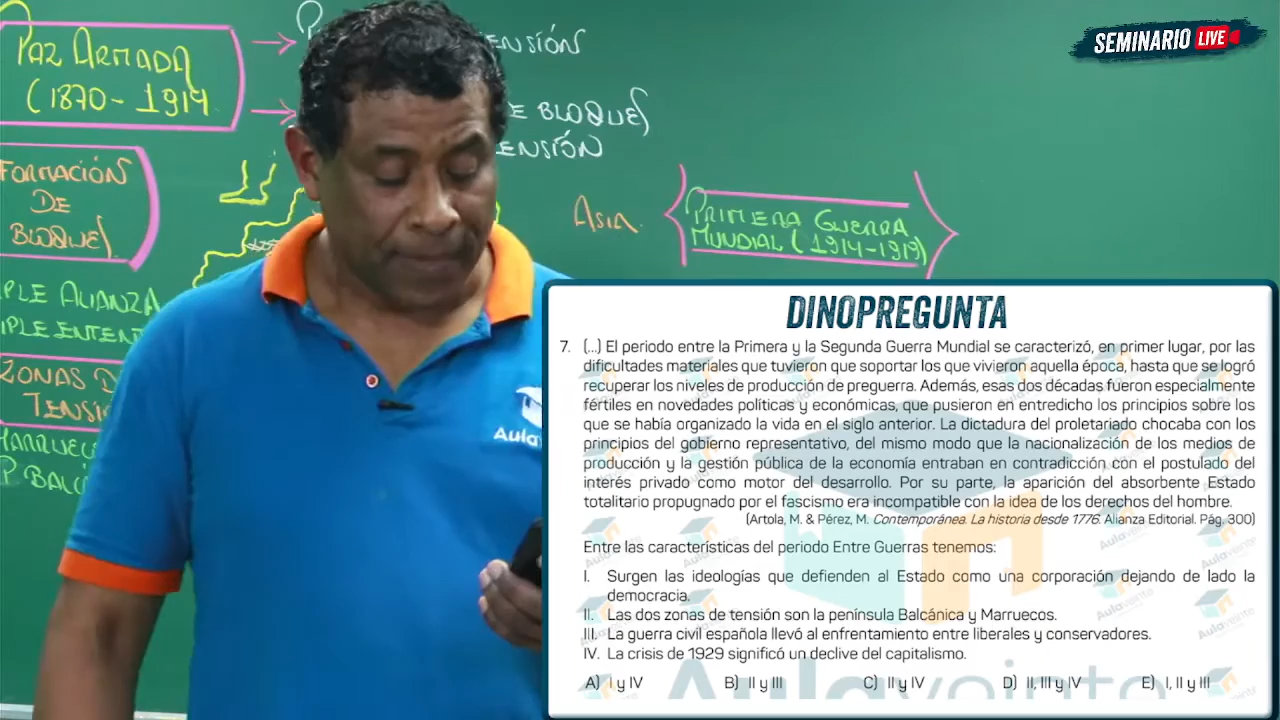 SEMINARIO LIVE
PAZ ARMADA
(1870-1914
ENSIÓN
E BLOQUES
ENSIÓN
FORMACIÓN
DE
BLOQUES
ASIA
PRIMERA GUERRA
MUNDIAL (1914-1919)
PLE ALIANZA
IPLE ENTENT
ZONAS D
TENSI
MARRUEC
P. BALC
Aula
DINOPREGUNTA
7. (...) El periodo entre la Primera y la Segunda Guerra Mundial se caracterizó, en primer lugar, por las
dificultades materiales que tuvieron que soportar los que vivieron aquella época, hasta que se logró
recuperar los niveles de producción de preguerra. Además, esas dos décadas fueron especialmente
fértiles en novedades políticas y económicas, que pusieron en entredicho los principios sobre los
que se había organizado la vida en el siglo anterior. La dictadura del proletariado chocaba con los
principios del gobierno representativo, del mismo modo que la nacionalización de los medios de
producción y la gestión pública de la economía entraban en contradicción con el postulado del
interés privado como motor del desarrollo. Por su parte, la aparición del absorbente Estado
totalitario propugnado por el fascismo era incompatible con la idea de los derechos del hombre.
(Artola, M. & Pérez, M. Contemporánea. La historia desde 1776. Alianza Editorial. Pág. 300)
Entre las características del periodo Entre Guerras tenemos:
I. Surgen las ideologías que defienden al Estado como una corporación dejando de lado la
democracia.
II. Las dos zonas de tensión son la península Balcánica y Marruecos.
III. La guerra civil española llevó al enfrentamiento entre liberales y conservadores.
IV. La crisis de 1929 significó un declive del capitalismo.
A) I y IV B) II y III C) II y IV D) II, III y IV E) I, II y III
Aulaveinte